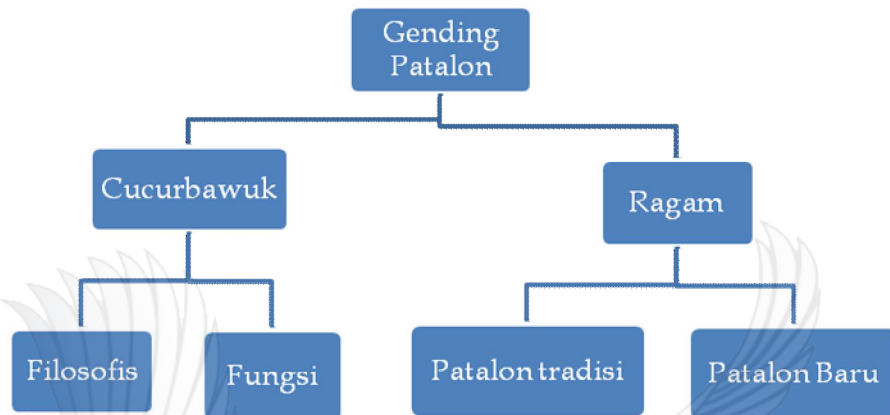 Gending
Patalon
Cucurbawuk
Ragam
Filosofis
Fungsi
Patalon tradisi
Patalon Baru